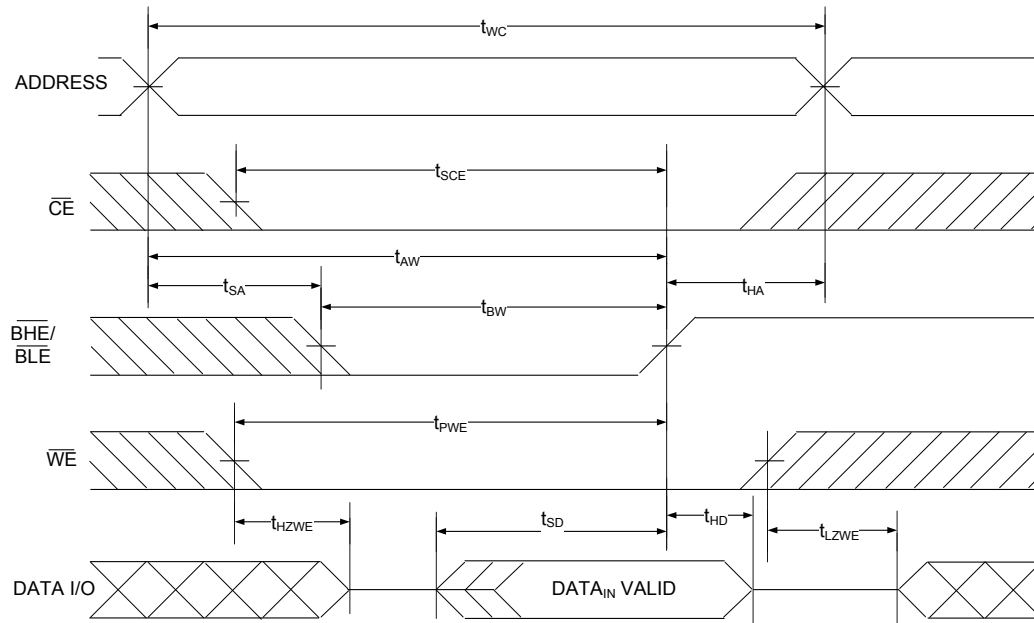 tWC
ADDRESS
tSCE
CE
tAW
tSA
tHA
tBW
BHE/
BLE
tPWE
WE
tHZWE
tSD
tHD
tLZWE
DATA I/O
DATAIN VALID